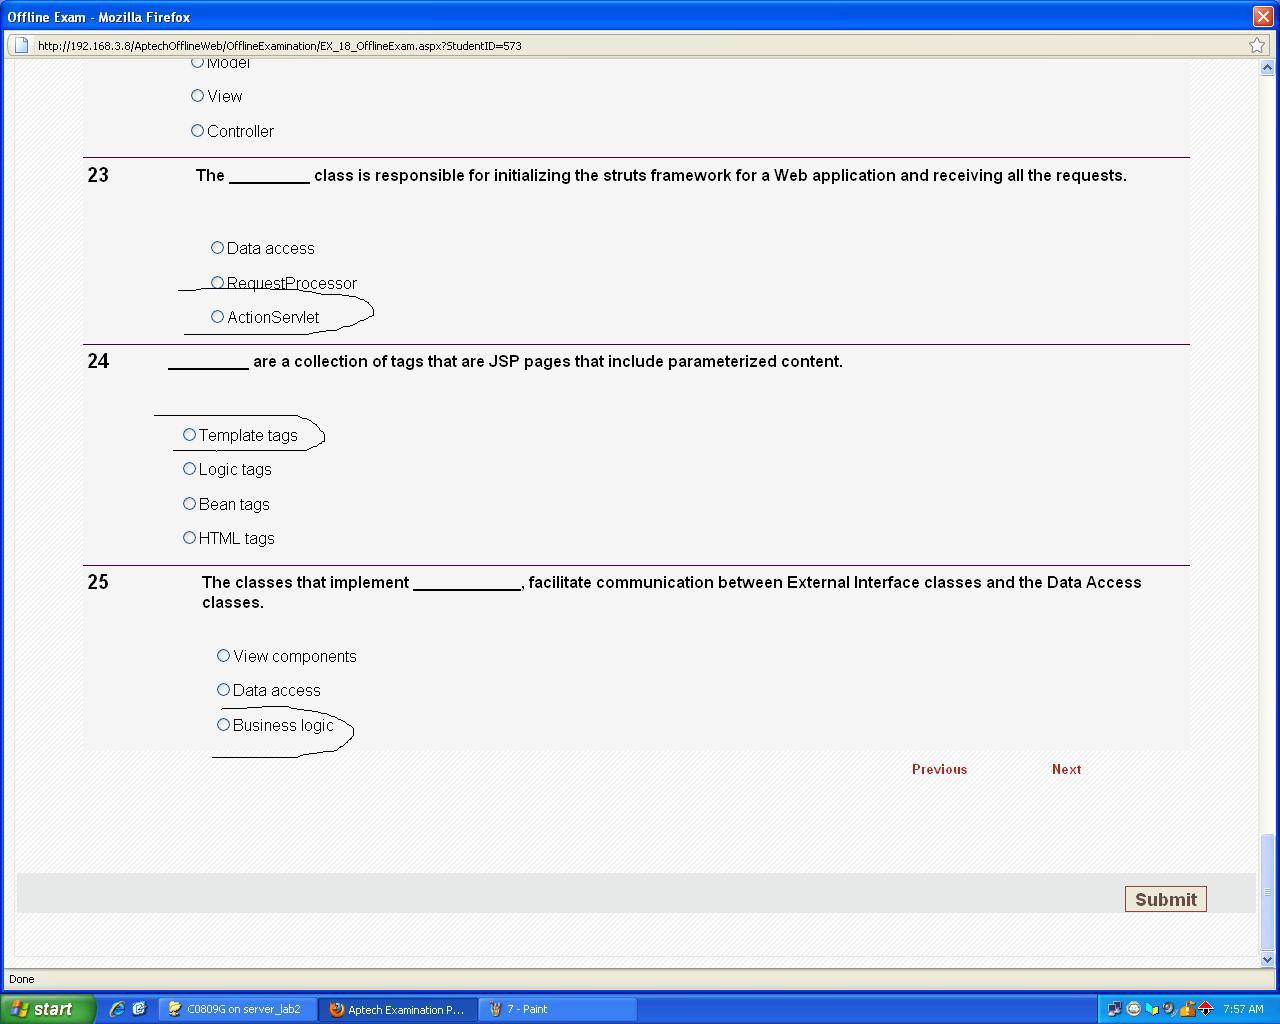 Offline Exam - Mozilla Firefox
http://192.168.3.8/AptechOfflineWeb/OfflineExamination/EX_18_OfflineExam.aspx?StudentID=573
Model
View
Controller
23 The __________ class is responsible for initializing the struts framework for a Web application and receiving all the requests.
Data access
RequestProcessor
ActionServlet
24 __________ are a collection of tags that are JSP pages that include parameterized content.
Template tags
Logic tags
Bean tags
HTML tags
25 The classes that implement _____________, facilitate communication between External Interface classes and the Data Access
classes.
View components
Data access
Business logic
Previous Next
Submit
Done
start C0809G on server_lab2 Aptech Examination P... 7 - Paint 7:57 AM